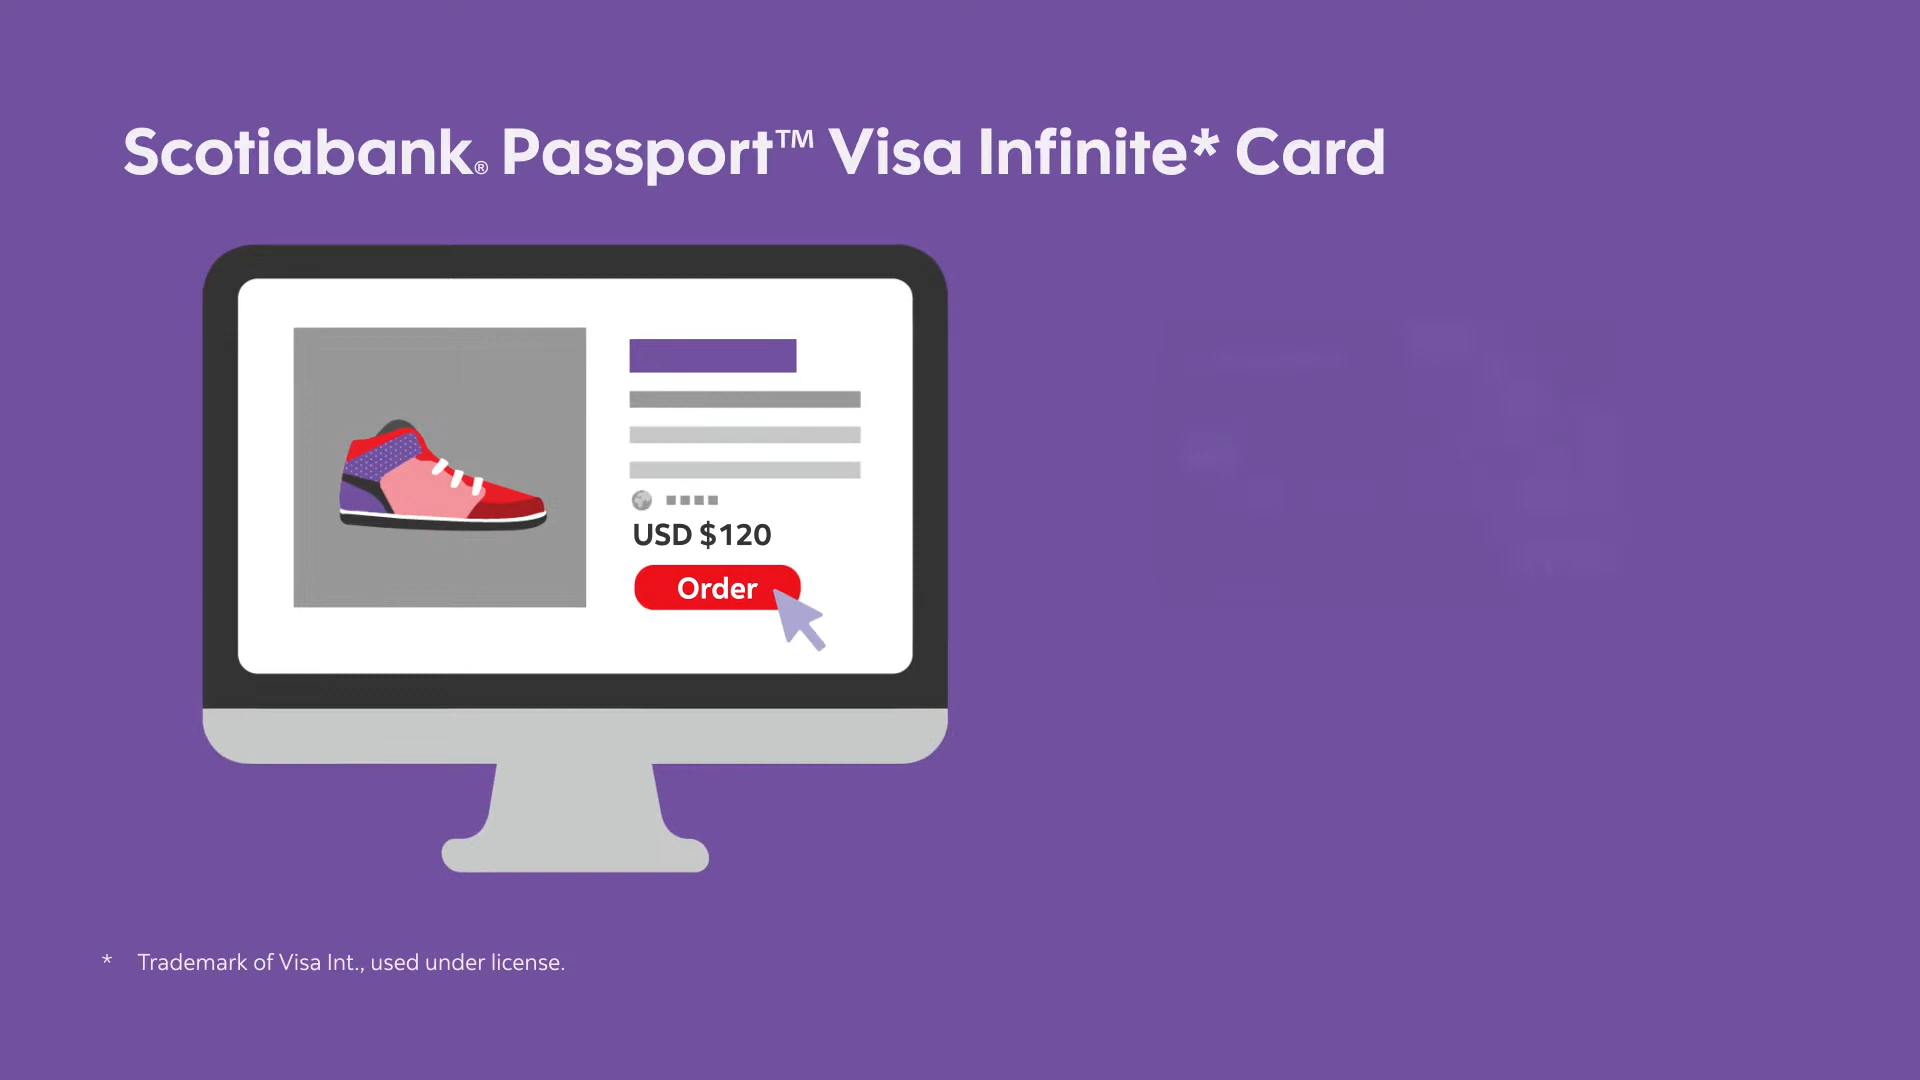 Scotiabank® Passport™ Visa Infinite* Card
USD $120
Order
* Trademark of Visa Int., used under license.